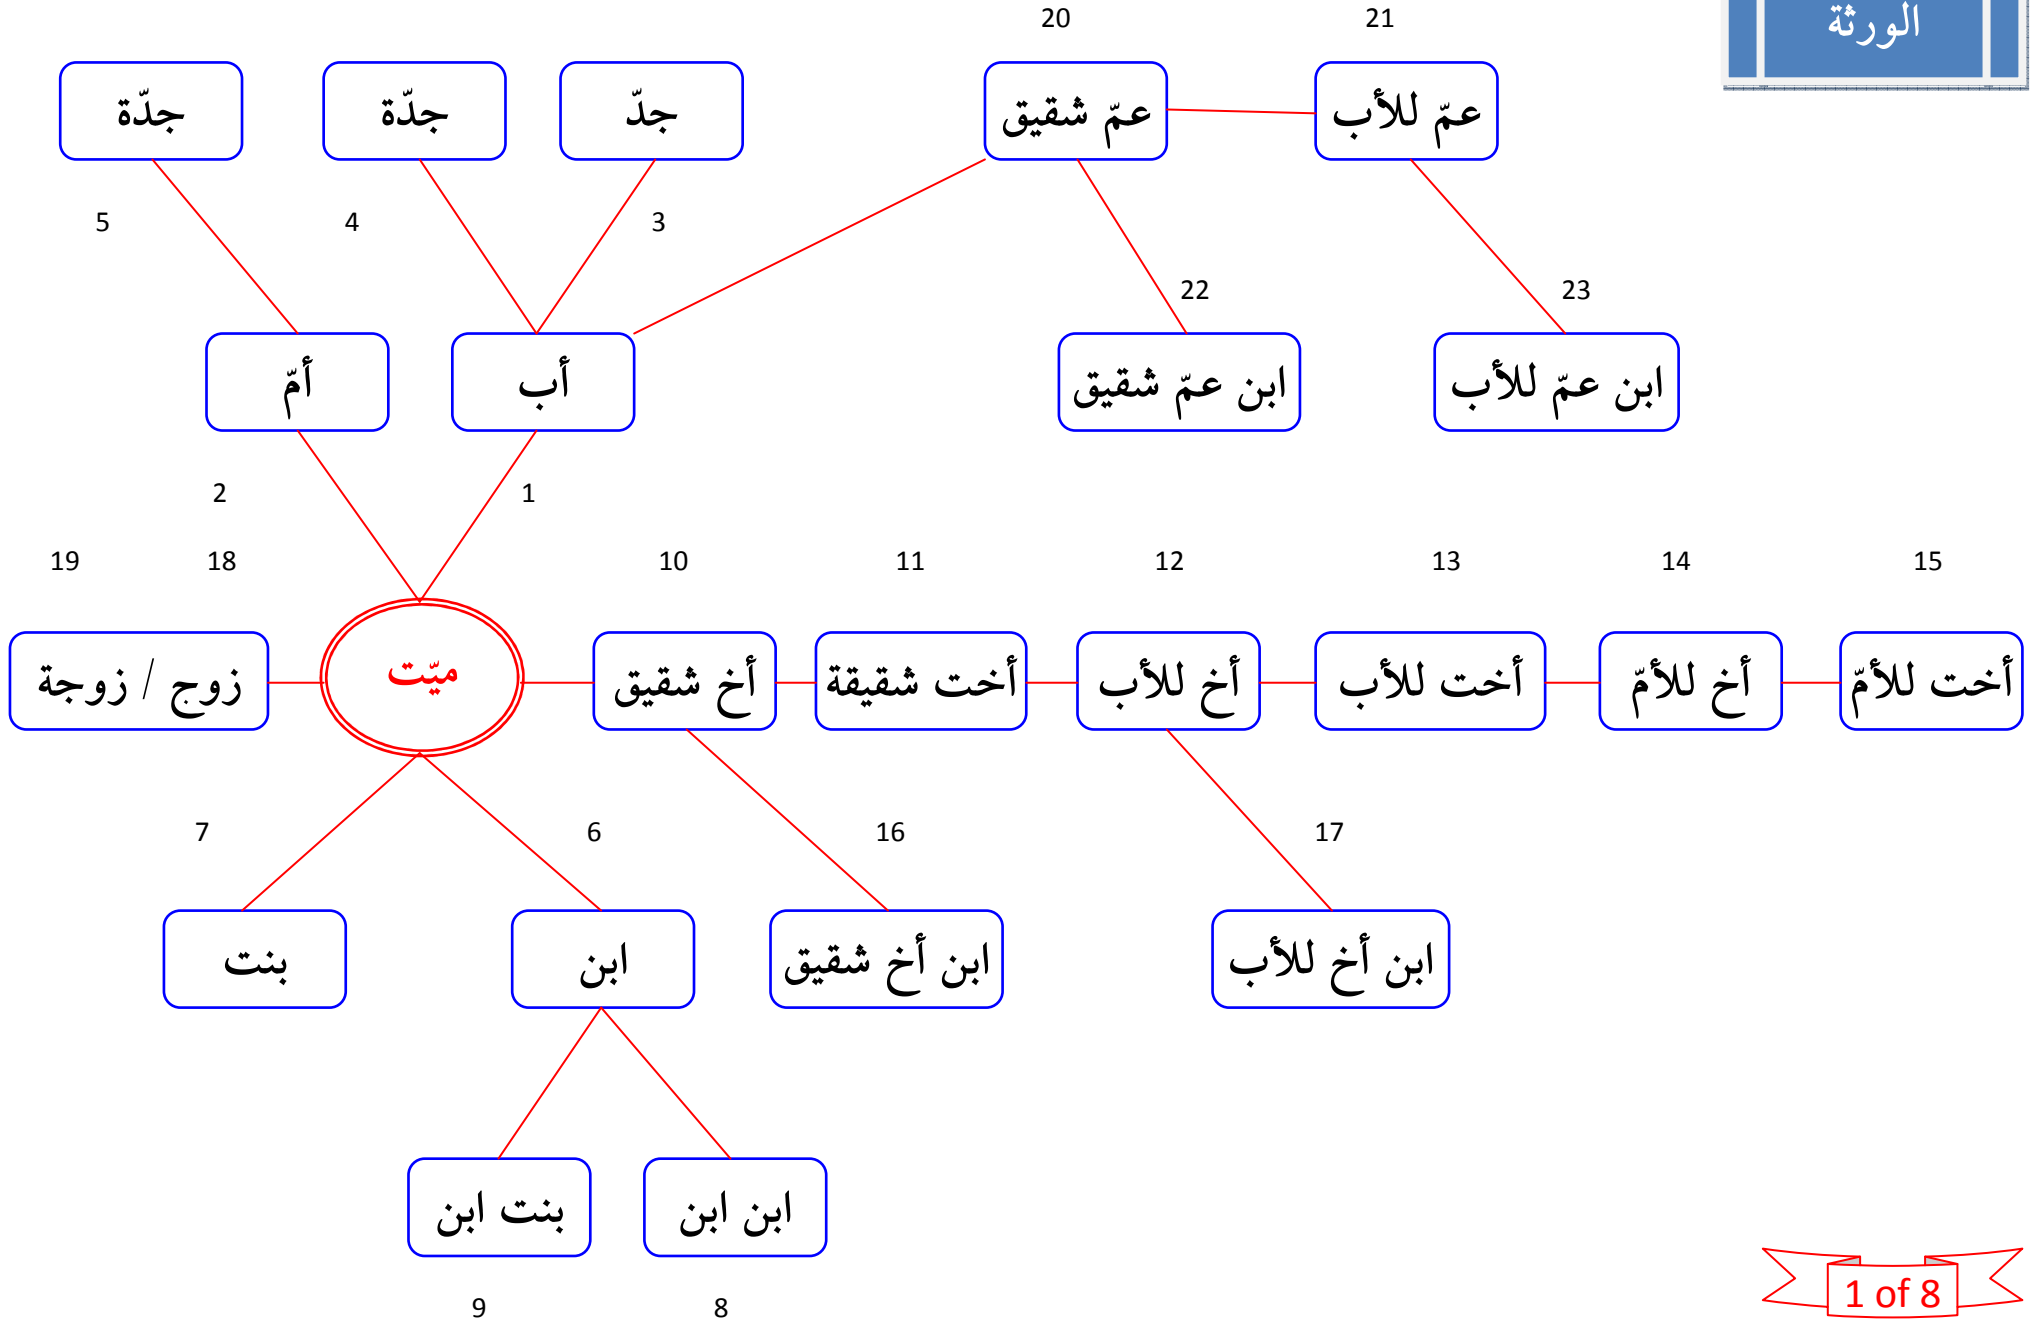 الورثة
20 21
عمّ للأب
عمّ شقيق
جدّ
جدّة
جدّة
5 4 3
22 23
ابن عمّ للأب
ابن عمّ شقيق
أب
أمّ
2 1
19 18 10 11 12 13 14 15
أخت للأمّ
أخ للأمّ
أخت للأب
أخ للأب
أخت شقيقة
أخ شقيق
ميّت
زوج / زوجة
7 6 16 17
ابن أخ للأب
ابن أخ شقيق
ابن
بنت
ابن ابن
بنت ابن
9 8
1 of 8